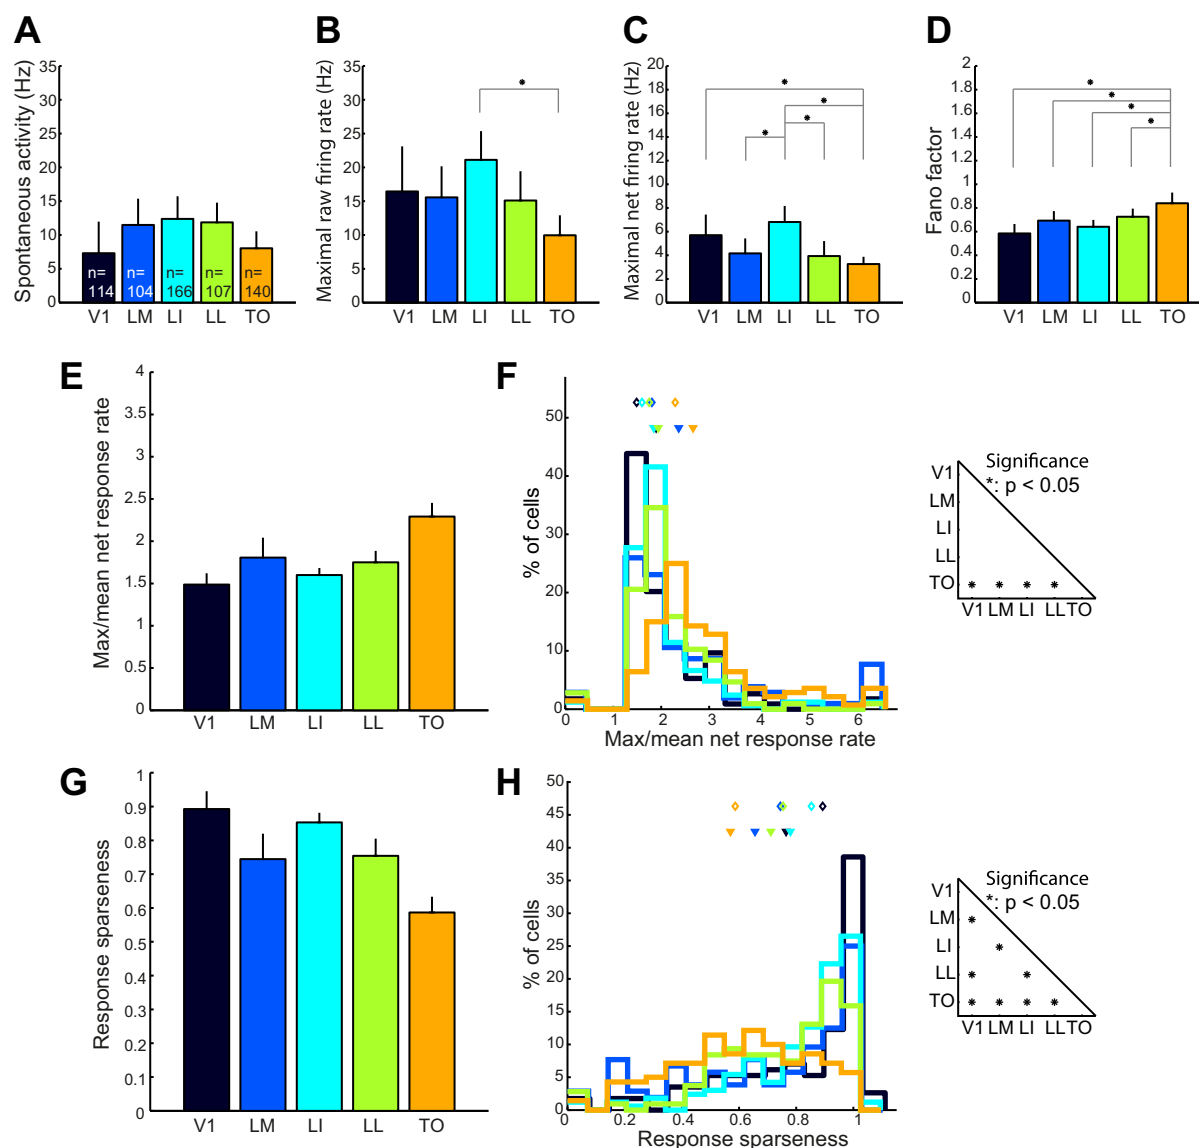 A
Spontaneous activity (Hz)
35
30
25
20
15
10
5
0
n=
114
n=
104
n=
166
n=
107
n=
140
V1 LM LI LL TO
B
Maximal raw firing rate (Hz)
35
30
25
20
15
10
5
0
*
V1 LM LI LL TO
C
Maximal net firing rate (Hz)
20
18
16
14
12
10
8
6
4
2
0
*
*
*
*
V1 LM LI LL TO
D
Fano factor
2
1.8
1.6
1.4
1.2
1
0.8
0.6
0.4
0.2
0
*
*
*
*
V1 LM LI LL TO
E
Max/mean net response rate
4
3.5
3
2.5
2
1.5
1
0.5
0
V1 LM LI LL TO
F
% of cells
50
40
30
20
10
0
0 1 2 3 4 5 6
Max/mean net response rate
Significance
*: p < 0.05
V1
LM
LI
LL
TO * * * *
V1 LM LI LL TO
G
Response sparseness
1
0.9
0.8
0.7
0.6
0.5
0.4
0.3
0.2
0.1
0
V1 LM LI LL TO
H
% of cells
50
45
40
35
30
25
20
15
10
5
0
0 0.2 0.4 0.6 0.8 1
Response sparseness
Significance
*: p < 0.05
V1
LM *
LI *
LL * *
TO * * * *
V1 LM LI LL TO